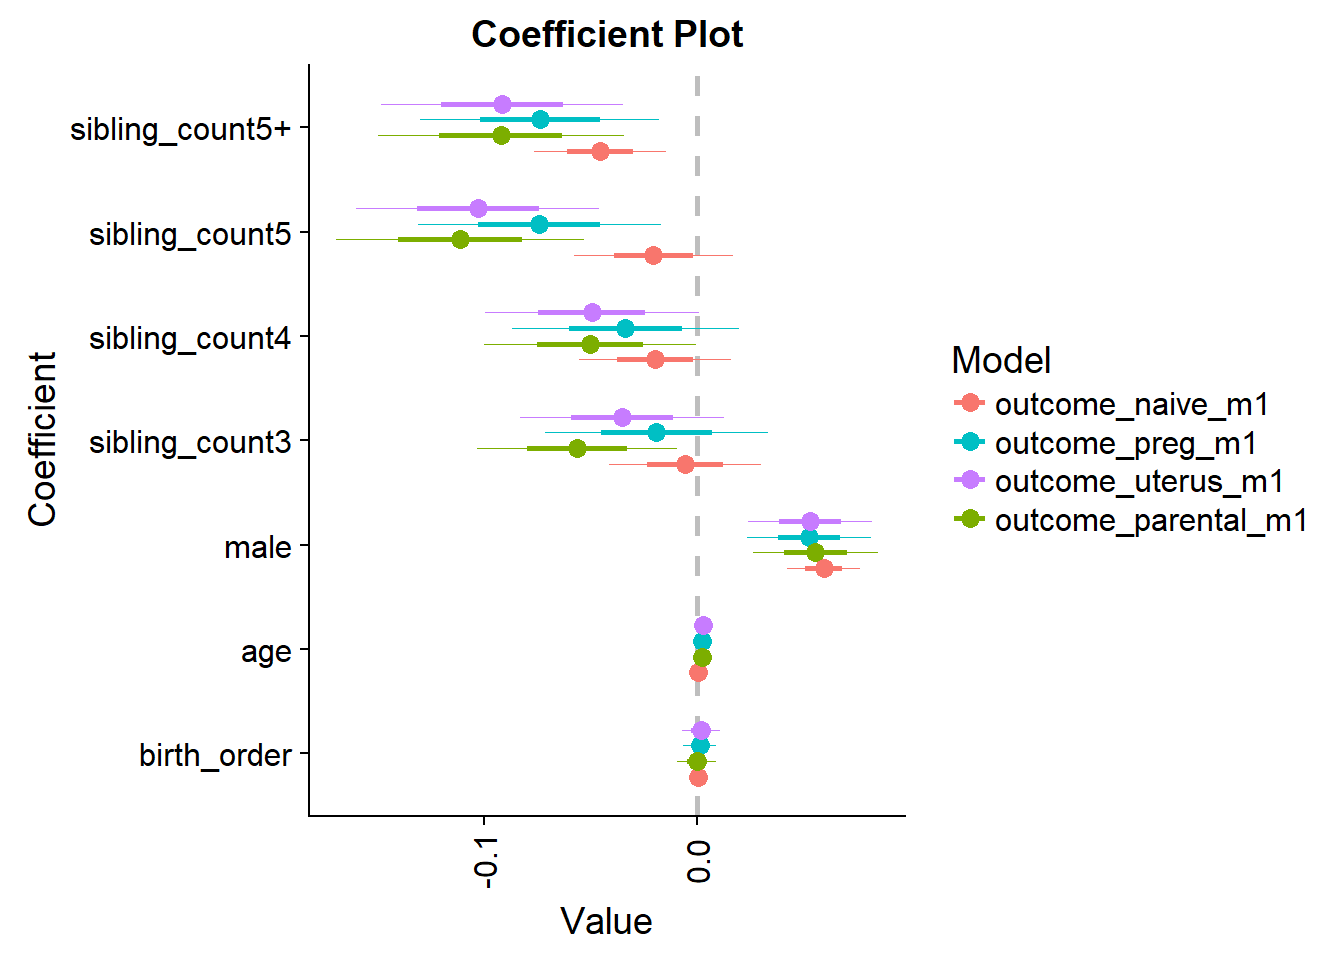 Coefficient Plot
sibling_count5+
sibling_count5
sibling_count4
sibling_count3
male
age
birth_order
Coefficient
-0.1
0.0
Value
Model
outcome_naive_m1
outcome_preg_m1
outcome_uterus_m1
outcome_parental_m1